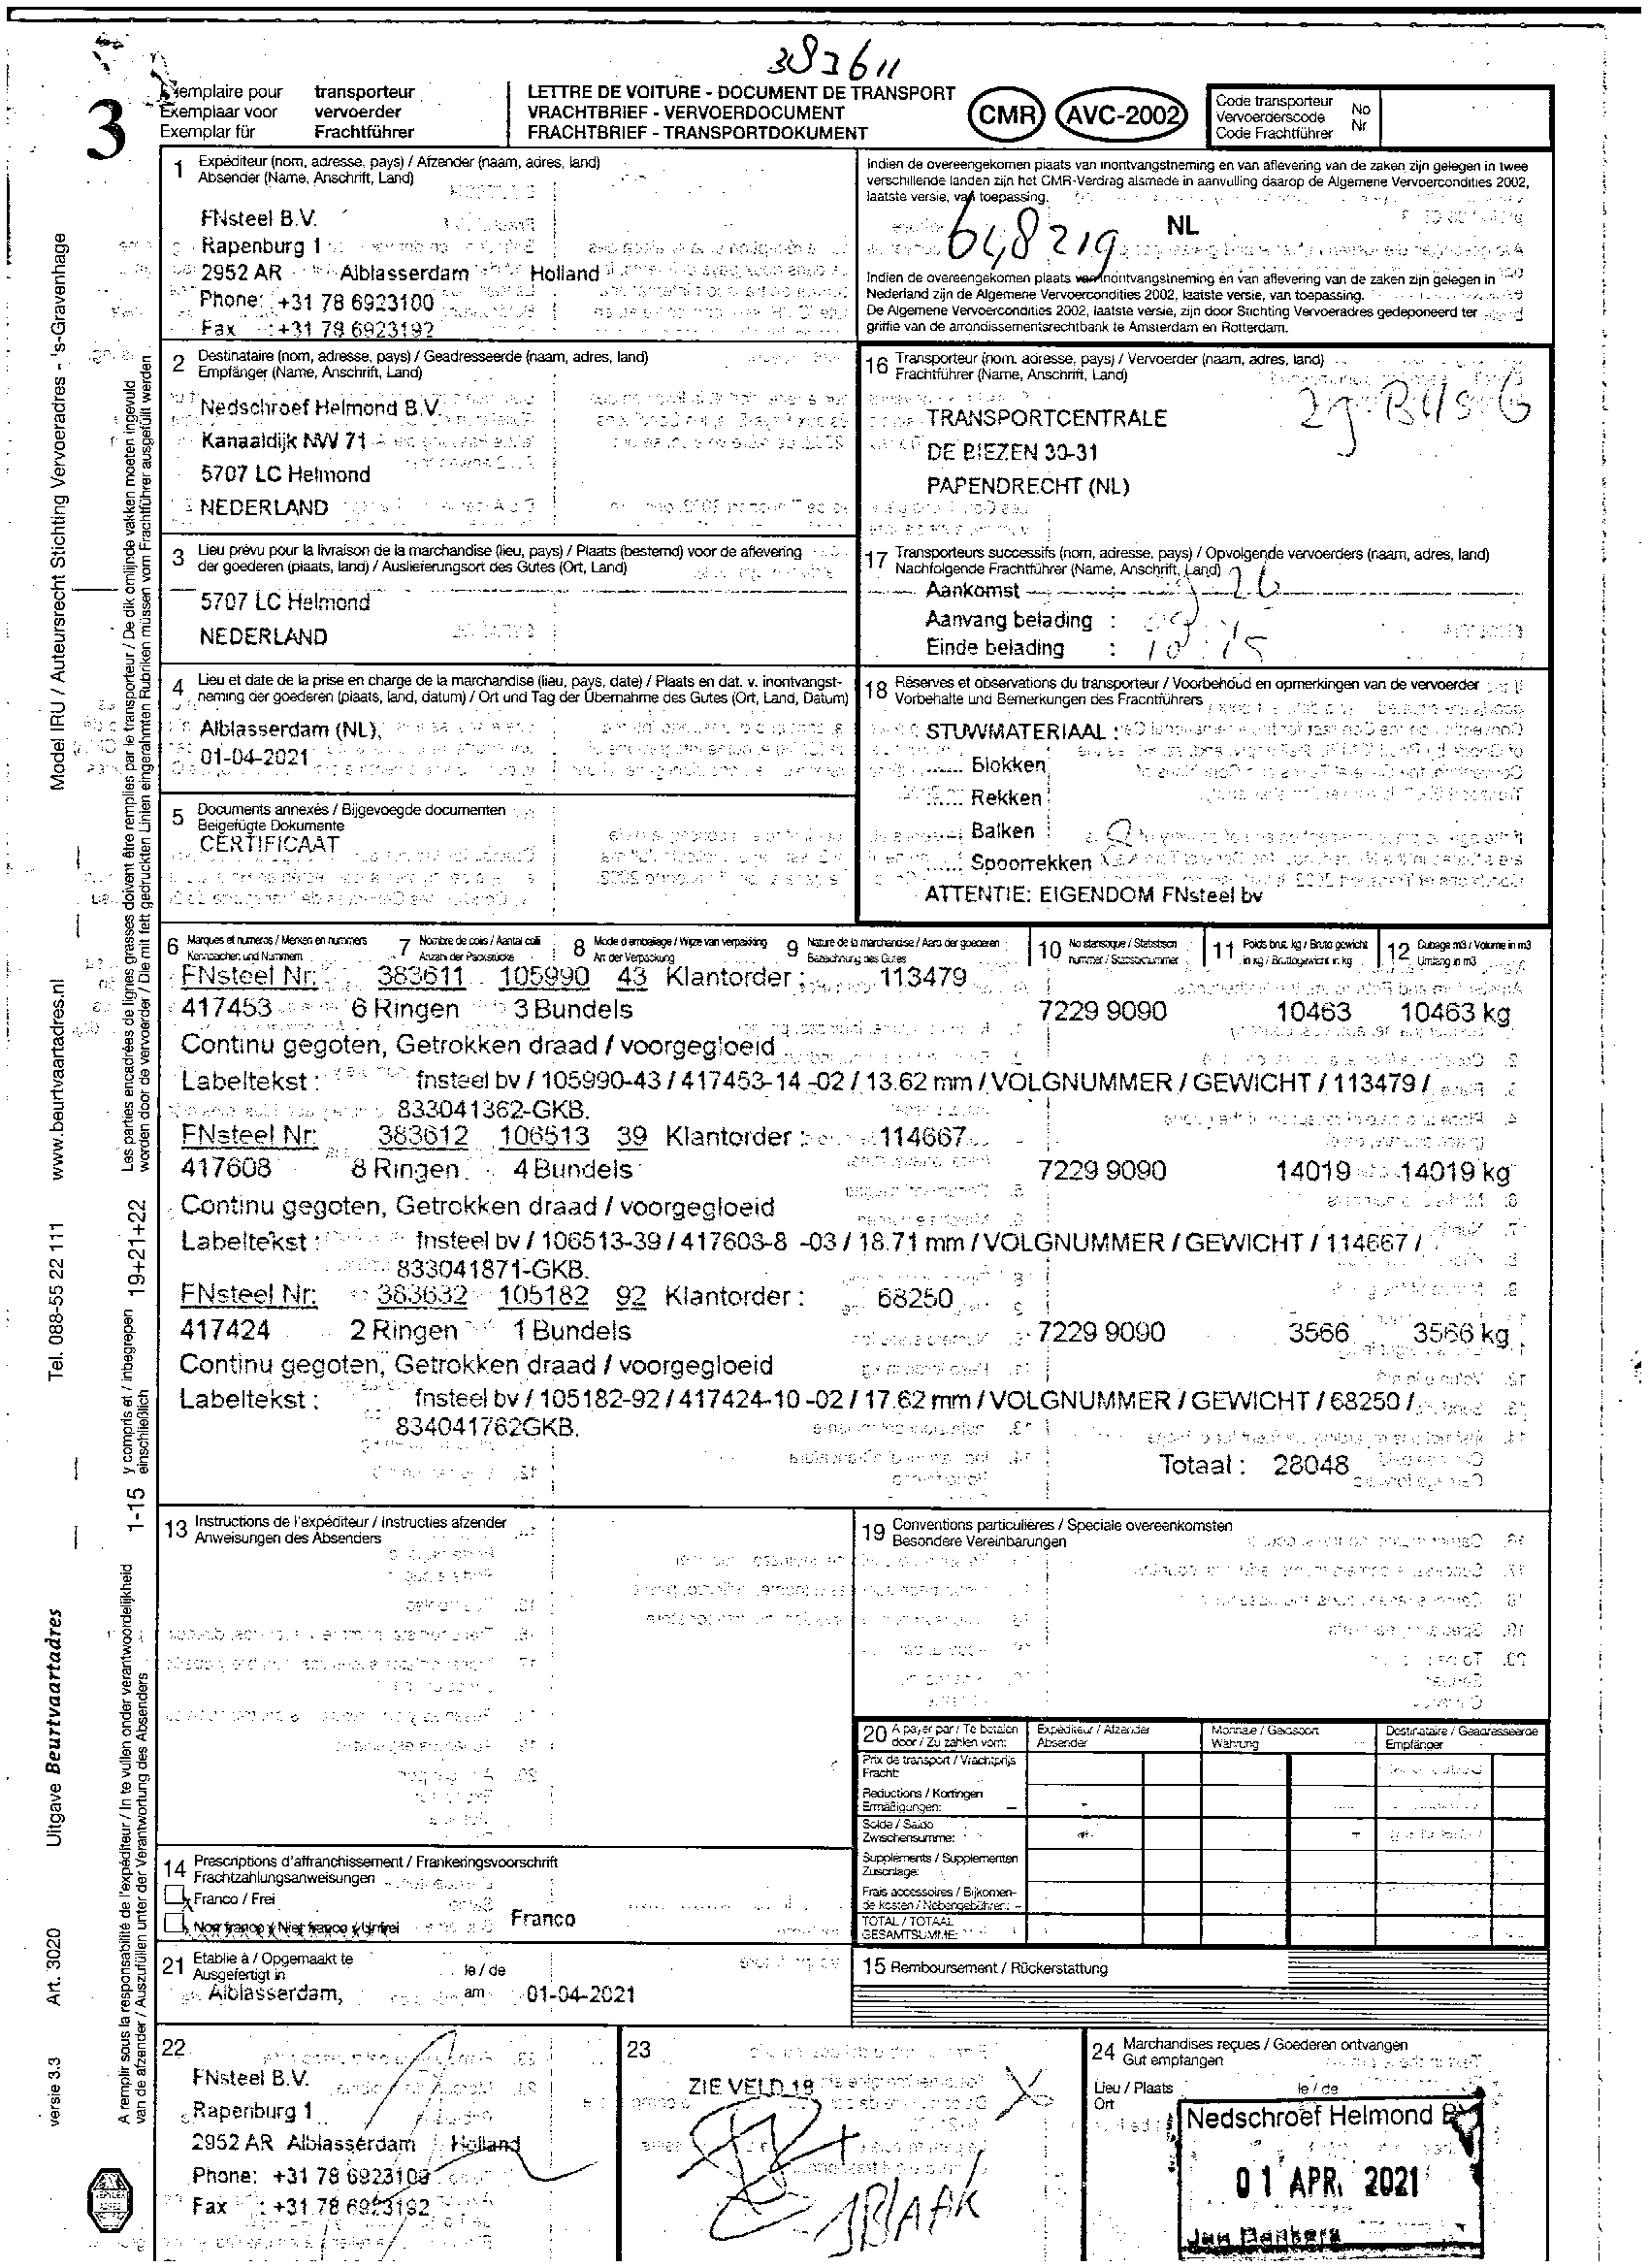 383611
3
Exemplaire pour transporteur
Exemplaar voor vervoerder
Exemplar für Frachtführer
LETTRE DE VOITURE - DOCUMENT DE TRANSPORT
VRACHTBRIEF - VERVOERDOCUMENT
FRACHTBRIEF - TRANSPORTDOKUMENT
CMR
AVC-2002
Code transporteur No
Vervoerderscode Nr
Code Frachtführer
1 Expéditeur (nom, adresse, pays) / Afzender (naam, adres, land)
Absender (Name, Anschrift, Land)
FNsteel B.V.
Rapenburg 1
2952 AR Alblasserdam Holland
Phone: +31 78 6923100
Fax : +31 78 6923192
Indien de overeengekomen plaats van inontvangstneming en van aflevering van de zaken zijn gelegen in twee
verschillende landen zijn het CMR-Verdrag alsmede in aanvulling daarop de Algemene Vervoercondities 2002,
laatste versie, van toepassing.
648219 NL
Indien de overeengekomen plaats van inontvangstneming en van aflevering van de zaken zijn gelegen in
Nederland zijn de Algemene Vervoercondities 2002, laatste versie, van toepassing.
De Algemene Vervoercondities 2002, laatste versie, zijn door Stichting Vervoeradres gedeponeerd ter
griffie van de arrondissementsrechtbank te Amsterdam en Rotterdam.
2 Destinataire (nom, adresse, pays) / Geadresseerde (naam, adres, land)
Empfänger (Name, Anschrift, Land)
Nedschroef Helmond B.V.
Kanaaldijk NW 71
5707 LC Helmond
NEDERLAND
16 Transporteur (nom, adresse, pays) / Vervoerder (naam, adres, land)
Frachtführer (Name, Anschrift, Land)
TRANSPORTCENTRALE
DE BIEZEN 30-31
PAPENDRECHT (NL)
3 Lieu prévu pour la livraison de la marchandise (lieu, pays) / Plaats (bestemd) voor de aflevering
der goederen (plaats, land) / Auslieferungsort des Gutes (Ort, Land)
5707 LC Helmond
NEDERLAND
17 Transporteurs successifs (nom, adresse, pays) / Opvolgende vervoerders (naam, adres, land)
Nachfolgende Frachtführer (Name, Anschrift, Land)
Aankomst
Aanvang belading :
Einde belading : 10:15
4 Lieu et date de la prise en charge de la marchandise (lieu, pays, date) / Plaats en dat. v. inontvangst-
neming der goederen (plaats, land, datum) / Ort und Tag der Übernahme des Gutes (Ort, Land, Datum)
Alblasserdam (NL),
01-04-2021
18 Réserves et observations du transporteur / Voorbehoud en opmerkingen van de vervoerder
Vorbehalte und Bemerkungen des Frachtführers
STUWMATERIAAL :
...... Blokken
...... Rekken
...... Balken
...... Spoorrekken
ATTENTIE: EIGENDOM FNsteel bv
5 Documents annexés / Bijgevoegde documenten
Beigefügte Dokumente
CERTIFICAAT
6 Marques et numeros / Merken en nummers
Kennzeichen und Nummern
7 Nombre de colis / Aantal colli
Anzahl der Packstücke
8 Mode d'emballage / Wijze van verpakking
Art der Verpackung
9 Nature de la marchandise / Aard der goederen
Bezeichnung des Gutes
10 No statistique / Statistieknummer / Statistiknummer
11 Poids brut, kg / Bruto gewicht in kg / Bruttogewicht in kg
12 Cubage m3 / Volume in m3
Umfang in m3
FNsteel Nr: 383611 105990 43 Klantorder : 113479
417453 6 Ringen 3 Bundels 7229 9090 10463 10463 kg
Continu gegoten, Getrokken draad / voorgegloeid
Labeltekst : fnsteel bv / 105990-43 / 417453-14 -02 / 13.62 mm / VOLGNUMMER / GEWICHT / 113479 /
833041362-GKB.
FNsteel Nr: 383612 106513 39 Klantorder : 114667
417608 8 Ringen 4 Bundels 7229 9090 14019 14019 kg
Continu gegoten, Getrokken draad / voorgegloeid
Labeltekst : fnsteel bv / 106513-39 / 417608-8 -03 / 18.71 mm / VOLGNUMMER / GEWICHT / 114667 /
833041871-GKB.
FNsteel Nr: 383632 105182 92 Klantorder : 68250
417424 2 Ringen 1 Bundels 7229 9090 3566 3566 kg
Continu gegoten, Getrokken draad / voorgegloeid
Labeltekst : fnsteel bv / 105182-92 / 417424-10 -02 / 17.62 mm / VOLGNUMMER / GEWICHT / 68250 /
834041762GKB.
Totaal : 28048
13 Instructions de l'expéditeur / Instructies afzender
Anweisungen des Absenders
19 Conventions particulières / Speciale overeenkomsten
Besondere Vereinbarungen
20 A payer par / Te betalen door / Zu zahlen vom:
Expéditeur / Afzender
Absender
Monnaie / Geldsoort
Währung
Destinataire / Geadresseerde
Empfänger
Prix de transport / Vrachtprijs
Fracht:
Reductions / Kortingen
Ermäßigungen: –
Solde / Saldo
Zwischensumme:
Suppléments / Supplementen
Zuschläge:
Frais accessoires / Bijkomen-
de kosten / Nebengebühren:
TOTAL / TOTAAL
GESAMTSUMME:
14 Prescriptions d'affranchissement / Frankeringsvoorschrift
Frachtzahlungsanweisungen
Franco / Frei
Non franco / Niet franco / Unfrei
Franco
21 Etablie à / Opgemaakt te
Ausgefertigt in
Alblasserdam,
le / de
am 01-04-2021
15 Remboursement / Rückerstattung
22
FNsteel B.V.
Rapenburg 1
2952 AR Alblasserdam Holland
Phone: +31 78 6923100
Fax : +31 78 6923192
23
ZIE VELD 18
24 Marchandises reçues / Goederen ontvangen
Gut empfangen
Lieu / Plaats
Ort
le / de
Nedschroef Helmond BV
01 APR. 2021
versie 3.3 Art. 3020 Uitgave Beurtvaartadres Tel. 088-55 22 111 www.beurtvaartadres.nl Model IRU / Auteursrecht Stichting Vervoeradres - 's-Gravenhage
A remplir sous la responsabilité de l'expéditeur / In te vullen onder verantwoordelijkheid
van de afzender / Auszufüllen unter der Verantwortung des Absenders
1-15 y compris et / inbegrepen
einschließlich 19+21+22
Les parties encadrées de lignes grasses doivent être remplies par le transporteur / De dik omlijnde vakken moeten ingevuld
worden door de vervoerder / Die mit fett gedruckten Linien eingerahmten Rubriken müssen vom Frachtführer ausgefüllt werden